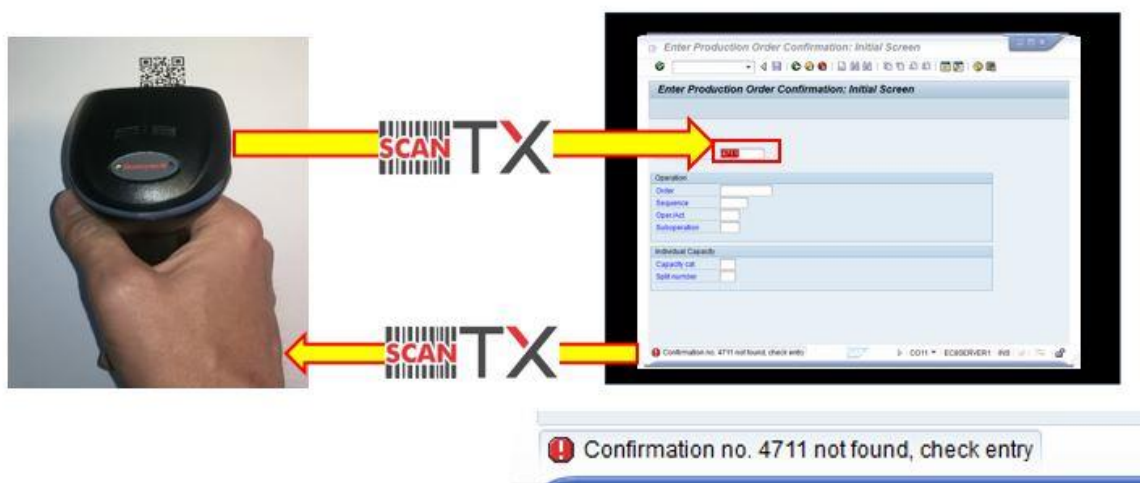 Enter Production Order Confirmation: Initial Screen
Enter Production Order Confirmation: Initial Screen
SCAN TX
Operation
Order
Sequence
Oper./Act
Suboperation
Individual Capacity
Capacity cat
Split number
SCAN TX
Confirmation no. 4711 not found, check entry
CO11
INS
Confirmation no. 4711 not found, check entry